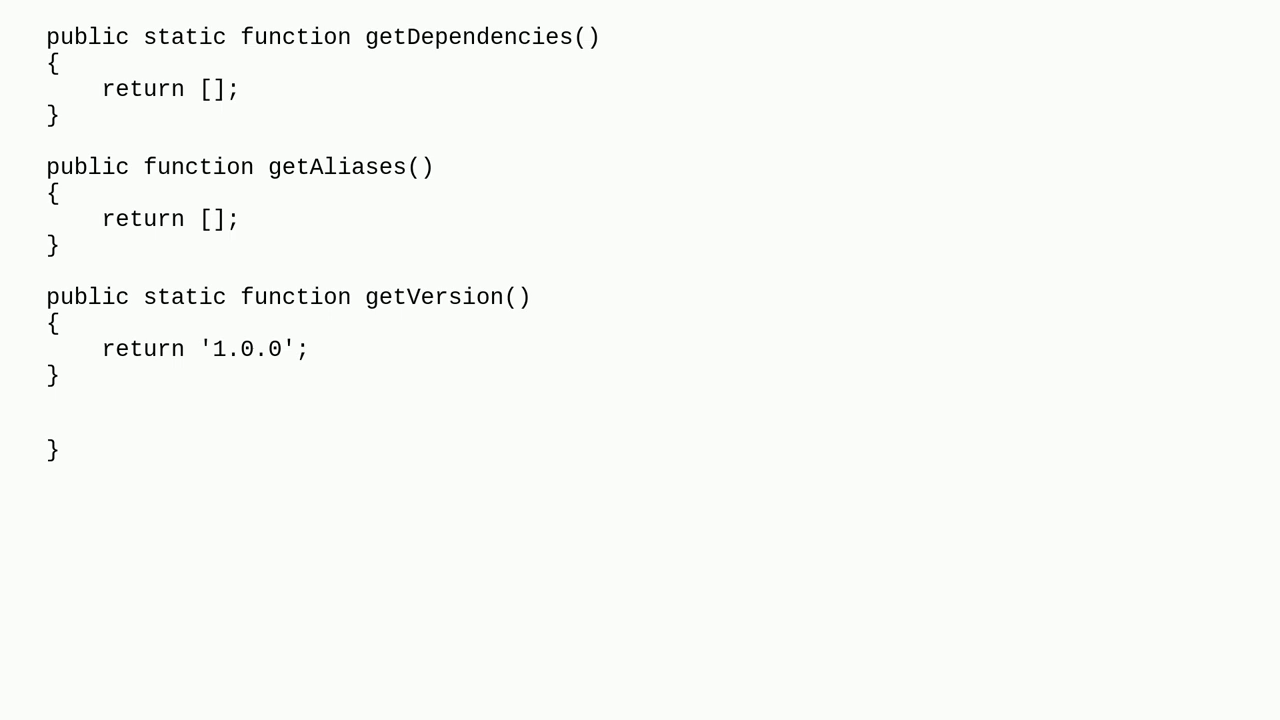 public static function getDependencies()
{
    return [];
}

public function getAliases()
{
    return [];
}

public static function getVersion()
{
    return '1.0.0';
}


}